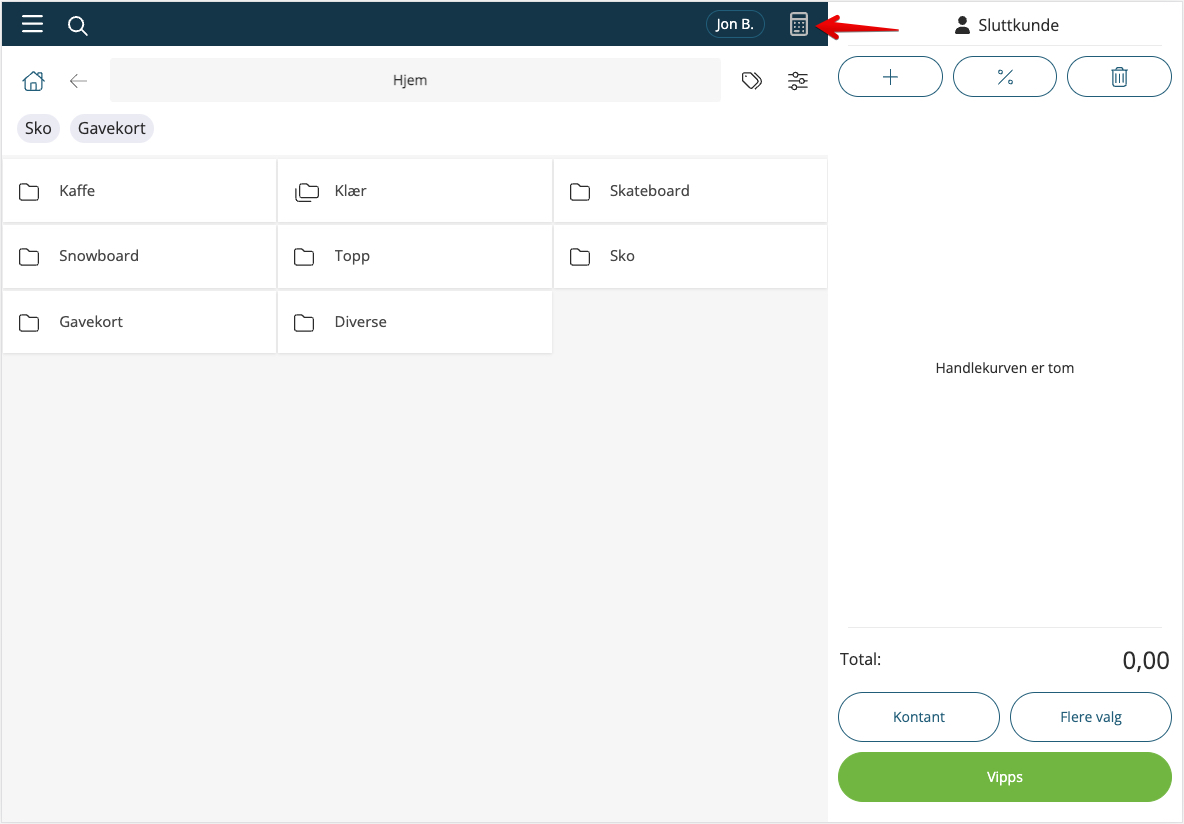 Jon B.
Sluttkunde
Hjem
Sko
Gavekort
Kaffe
Klær
Skateboard
Snowboard
Topp
Sko
Gavekort
Diverse
Handlekurven er tom
Total:
0,00
Kontant
Flere valg
Vipps